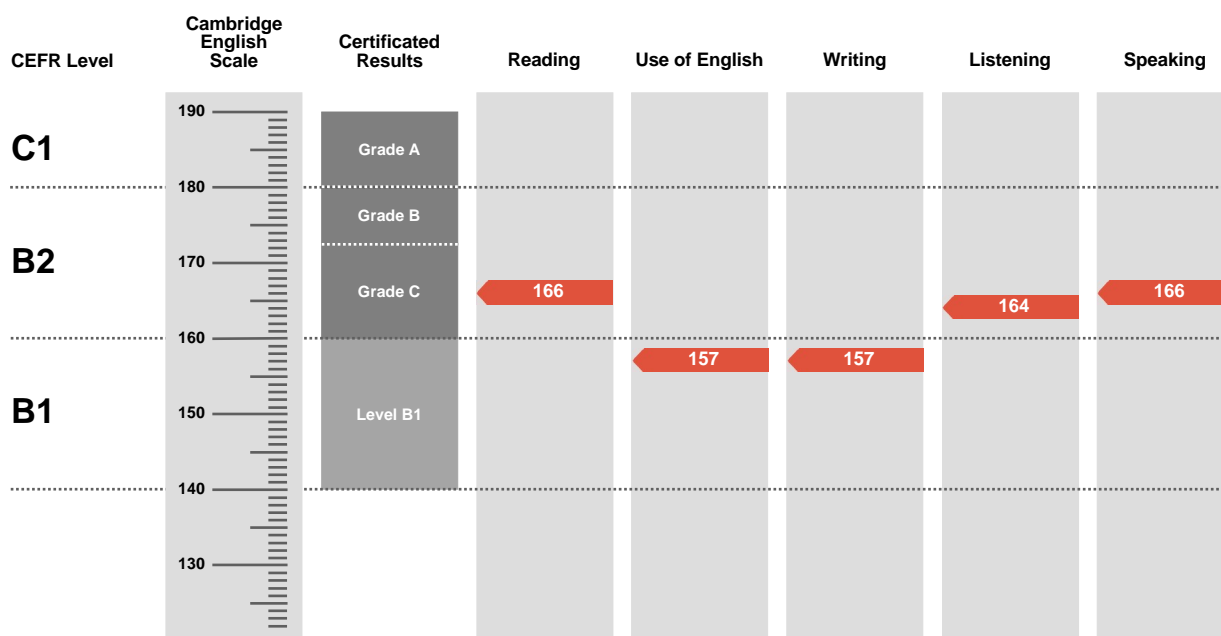 CEFR Level
Cambridge
English
Scale
Certificated
Results
Reading
Use of English
Writing
Listening
Speaking
190
C1
Grade A
180
Grade B
B2
170
Grade C
166
164
166
160
157
157
B1
150
Level B1
140
130